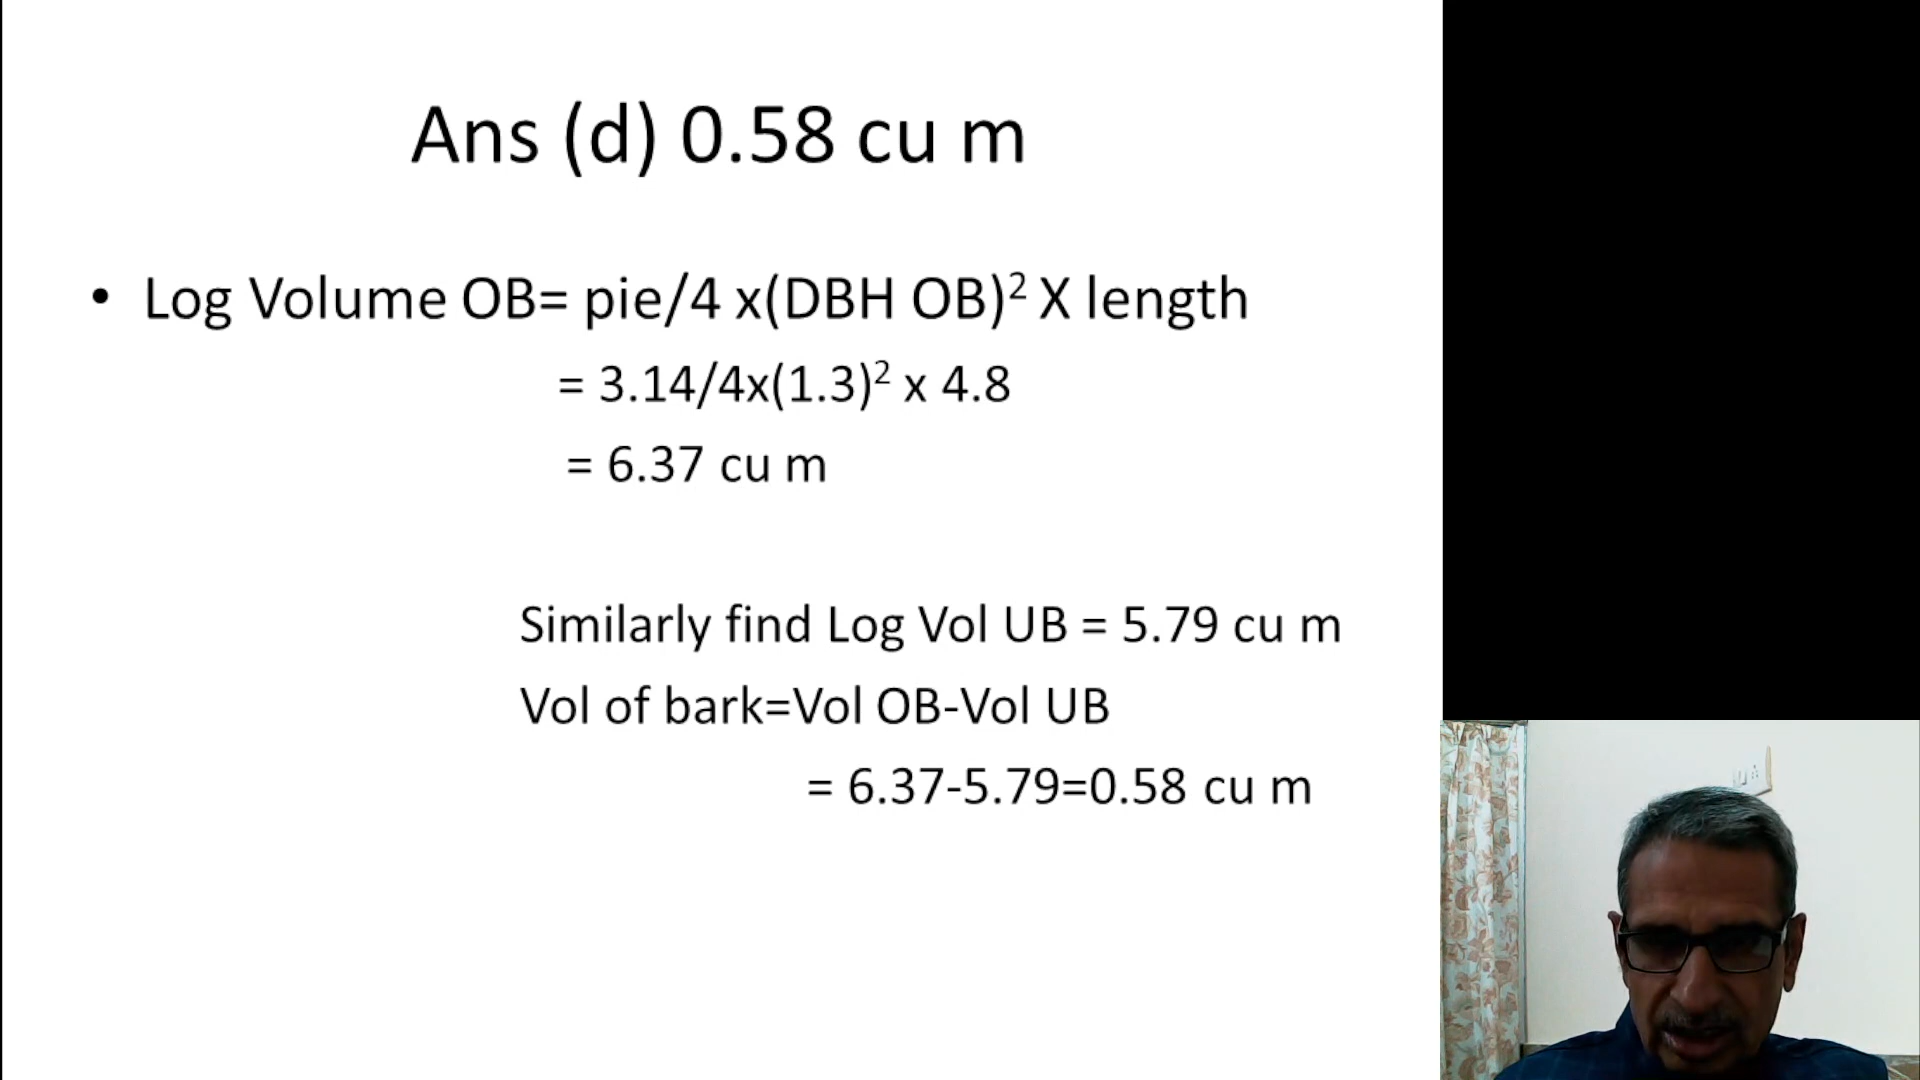 Ans (d) 0.58 cu m
• Log Volume OB= pie/4 x(DBH OB)² X length
= 3.14/4x(1.3)² x 4.8
= 6.37 cu m
Similarly find Log Vol UB = 5.79 cu m
Vol of bark=Vol OB-Vol UB
= 6.37-5.79=0.58 cu m